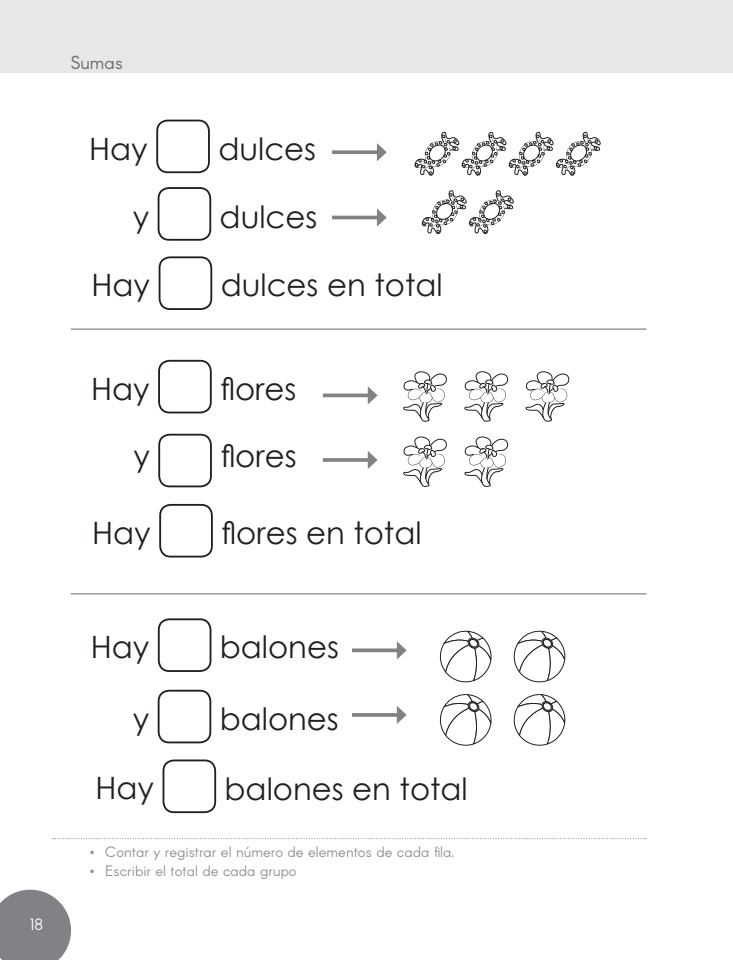 Sumas
Hay dulces
y dulces
Hay dulces en total
Hay flores
y flores
Hay flores en total
Hay balones
y balones
Hay balones en total
• Contar y registrar el número de elementos de cada fila.
• Escribir el total de cada grupo
18